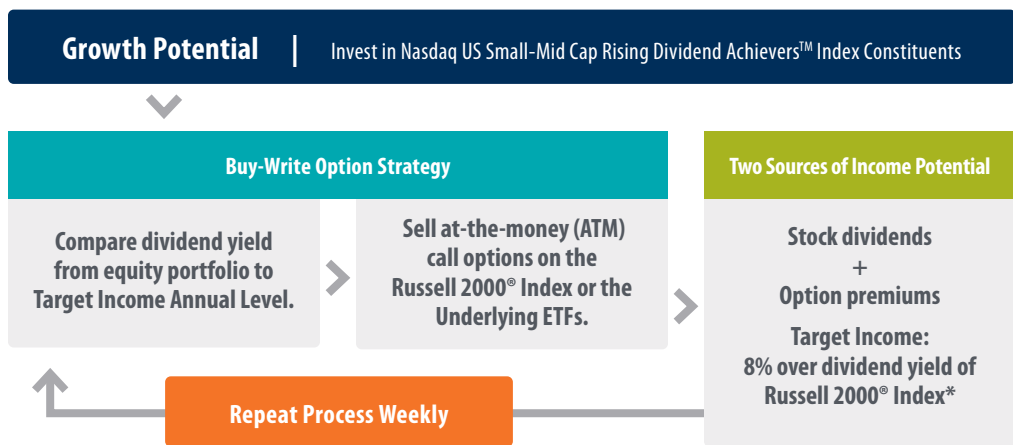 Growth Potential | Invest in Nasdaq US Small-Mid Cap Rising Dividend Achievers™ Index Constituents
Buy-Write Option Strategy
Compare dividend yield
from equity portfolio to
Target Income Annual Level.
Sell at-the-money (ATM)
call options on the
Russell 2000® Index or the
Underlying ETFs.
Two Sources of Income Potential
Stock dividends
+
Option premiums
Target Income:
8% over dividend yield of
Russell 2000® Index*
Repeat Process Weekly